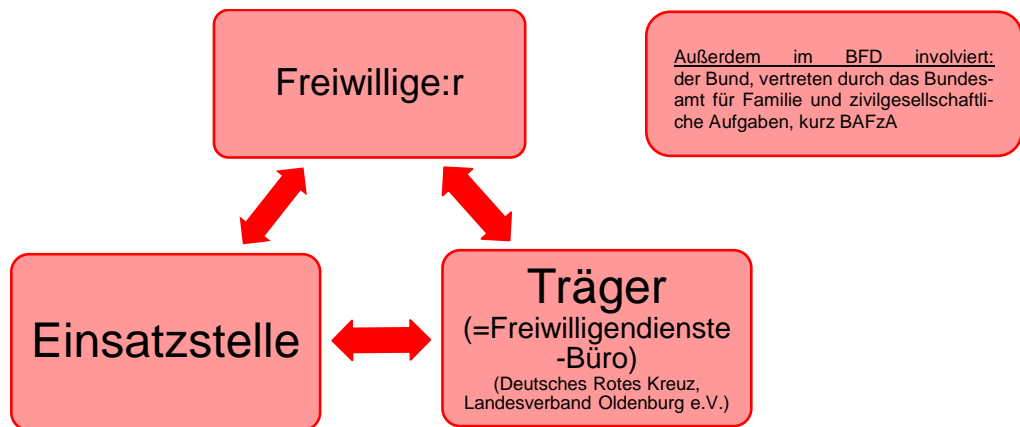 Freiwillige:r
Außerdem im BFD involviert:
der Bund, vertreten durch das Bundes-
amt für Familie und zivilgesellschaftli-
che Aufgaben, kurz BAFzA
Einsatzstelle
Träger
(=Freiwilligendienste
-Büro)
(Deutsches Rotes Kreuz,
Landesverband Oldenburg e.V.)